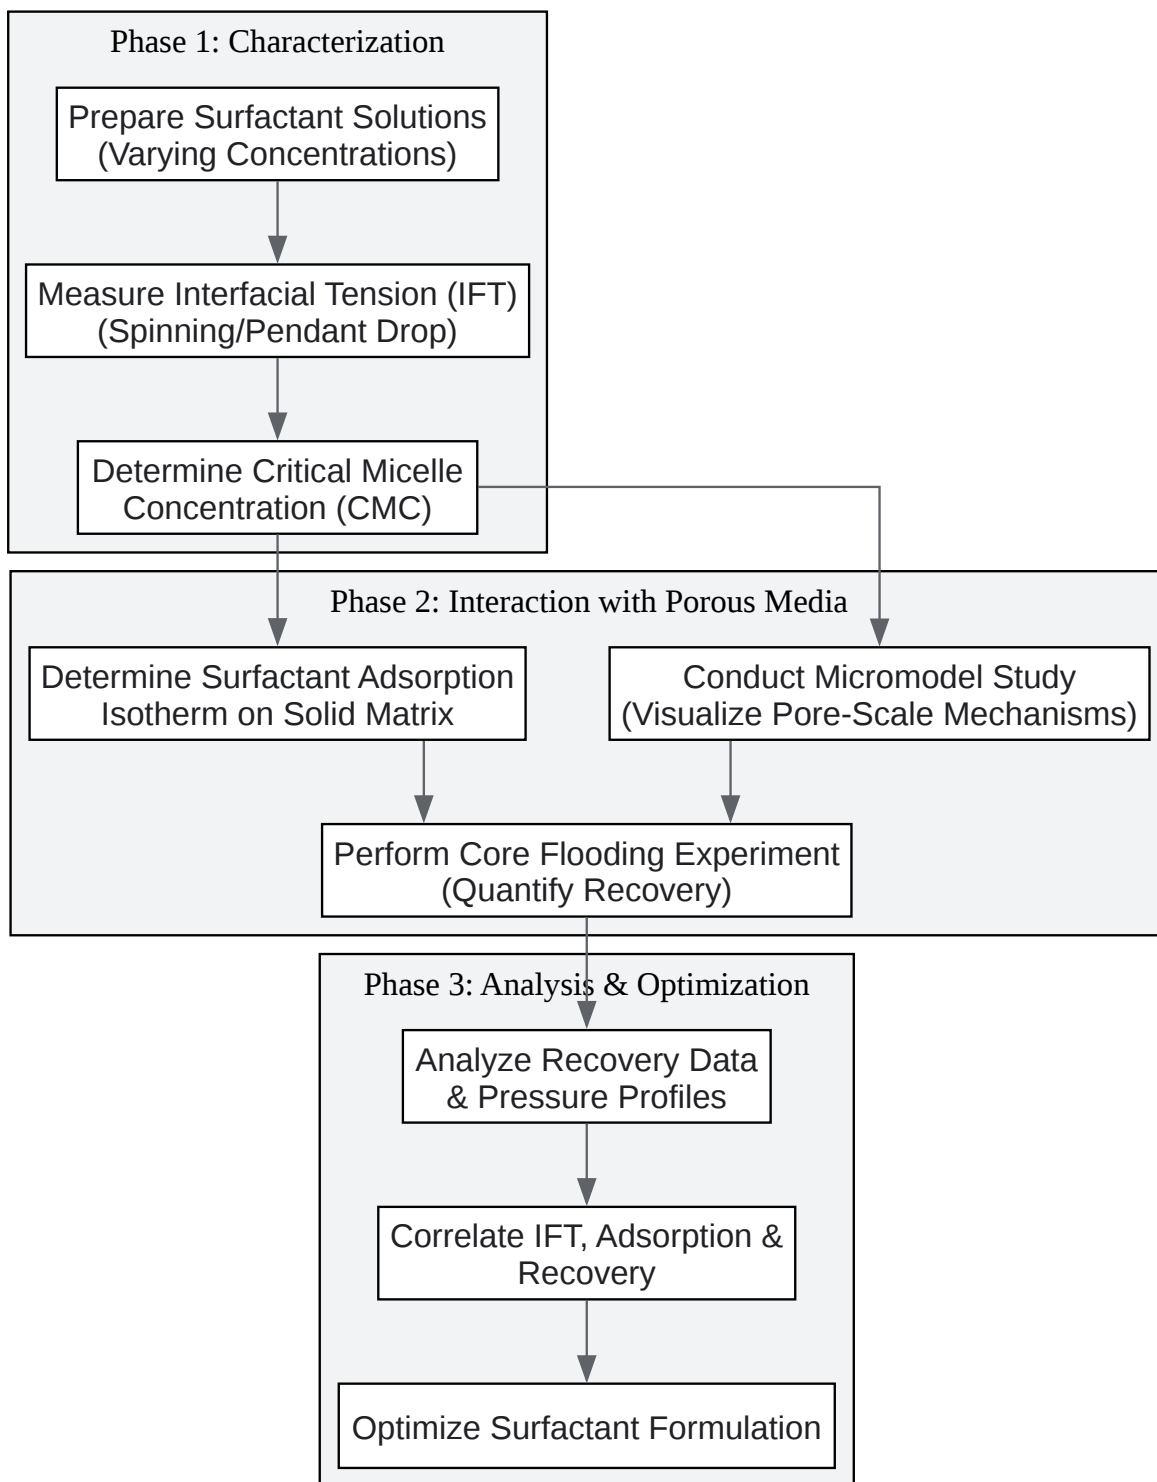 Phase 1: Characterization
Prepare Surfactant Solutions
(Varying Concentrations)
Measure Interfacial Tension (IFT)
(Spinning/Pendant Drop)
Determine Critical Micelle
Concentration (CMC)
Phase 2: Interaction with Porous Media
Determine Surfactant Adsorption
Isotherm on Solid Matrix
Conduct Micromodel Study
(Visualize Pore-Scale Mechanisms)
Perform Core Flooding Experiment
(Quantify Recovery)
Phase 3: Analysis & Optimization
Analyze Recovery Data
& Pressure Profiles
Correlate IFT, Adsorption &
Recovery
Optimize Surfactant Formulation